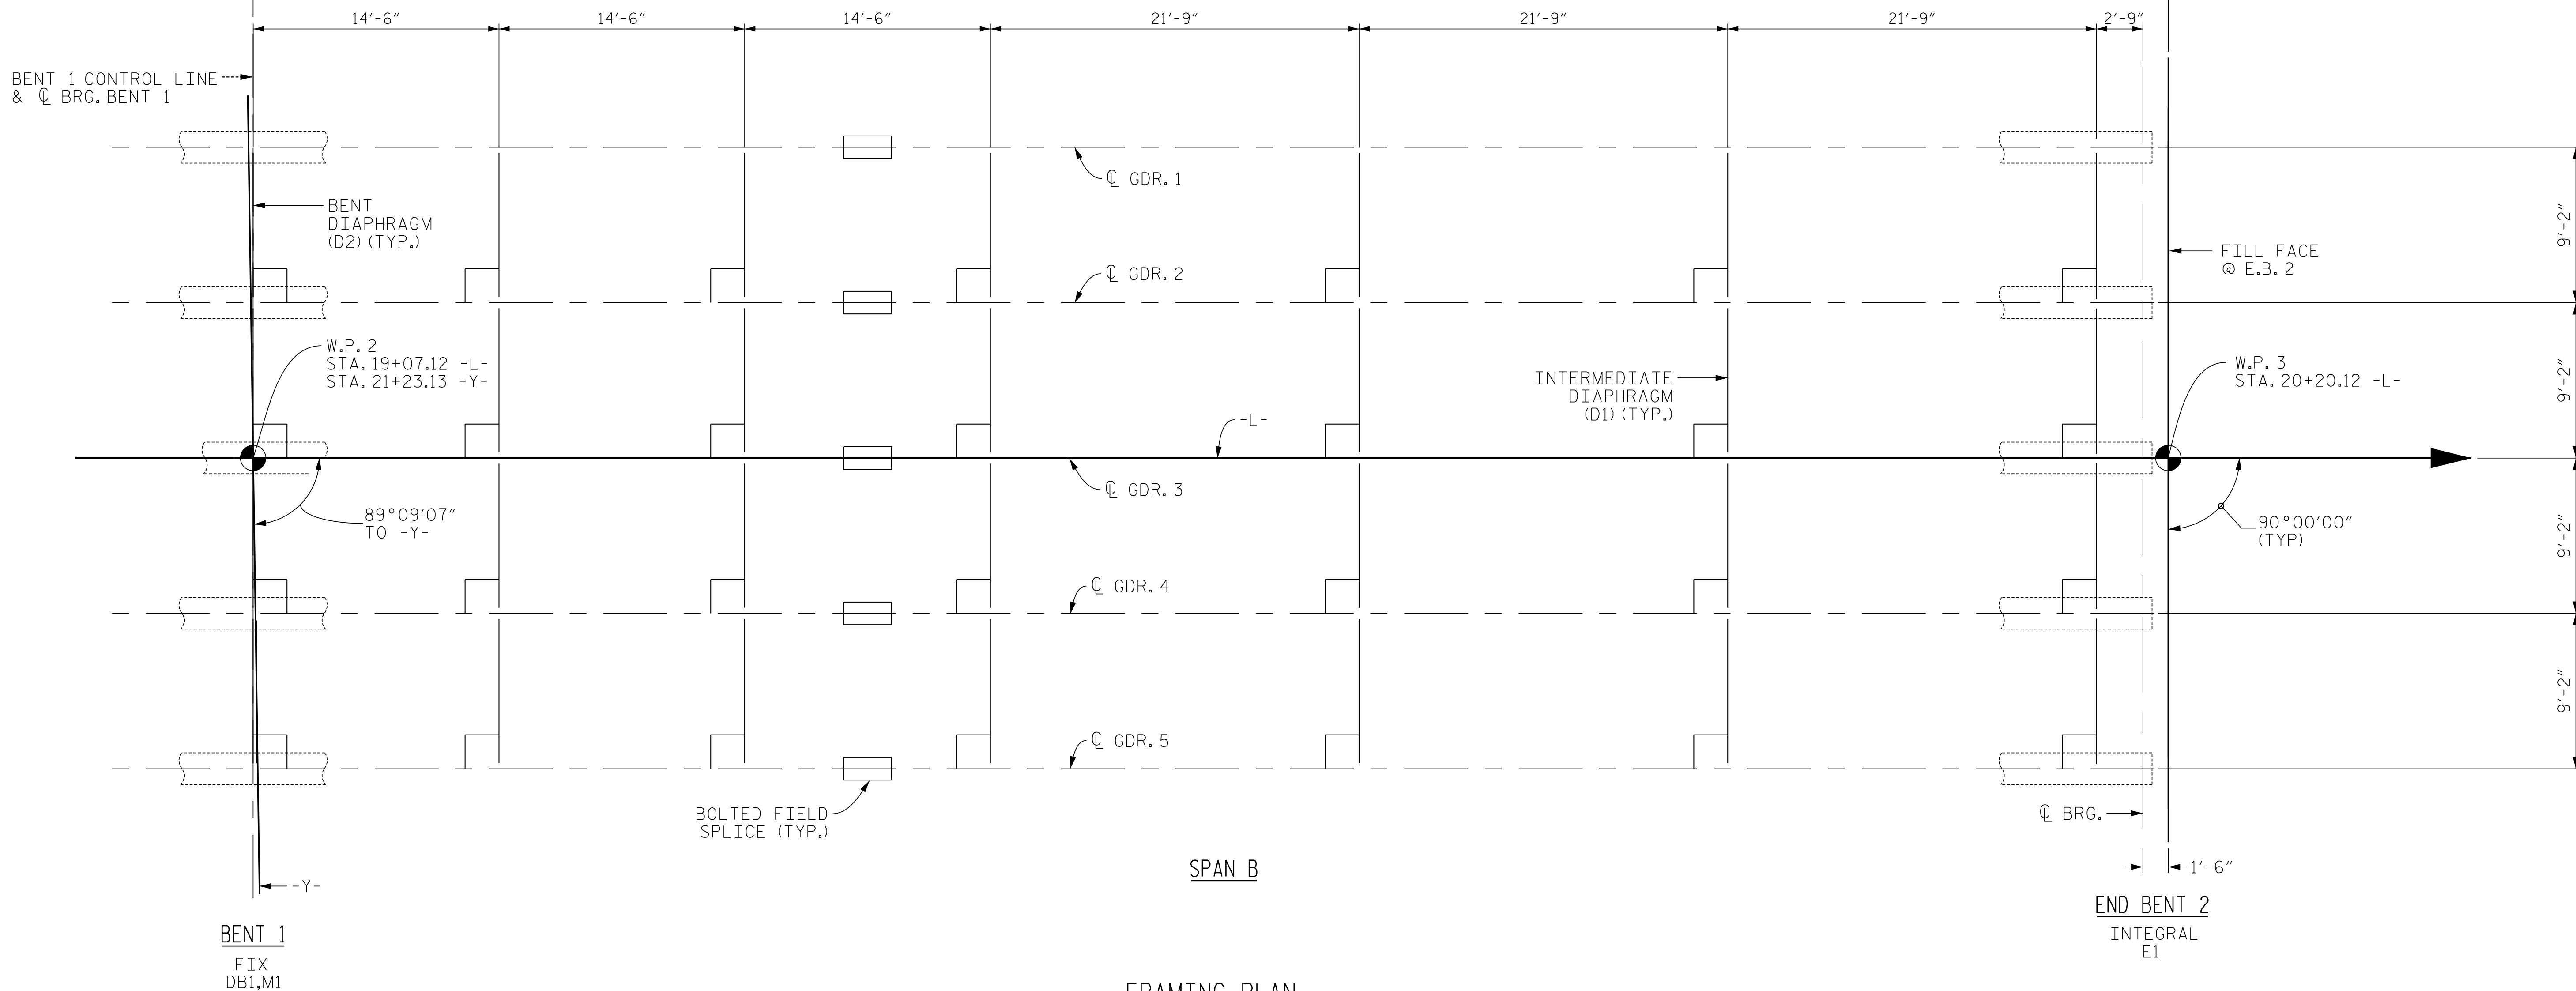 14'-6"
14'-6"
14'-6"
21'-9"
21'-9"
21'-9"
2'-9"
BENT 1 CONTROL LINE
& ℄ BRG. BENT 1
℄ GDR. 1
BENT
DIAPHRAGM
(D2) (TYP.)
9'-2"
FILL FACE
@ E.B. 2
℄ GDR. 2
W.P. 2
STA. 19+07.12 -L-
STA. 21+23.13 -Y-
INTERMEDIATE
DIAPHRAGM
(D1) (TYP.)
W.P. 3
STA. 20+20.12 -L-
9'-2"
-L-
℄ GDR. 3
89°09'07"
TO -Y-
90°00'00"
(TYP)
9'-2"
℄ GDR. 4
9'-2"
℄ GDR. 5
BOLTED FIELD
SPLICE (TYP.)
℄ BRG.
SPAN B
1'-6"
-Y-
END BENT 2
INTEGRAL
E1
BENT 1
FIX
DB1,M1
FRAMING PLAN